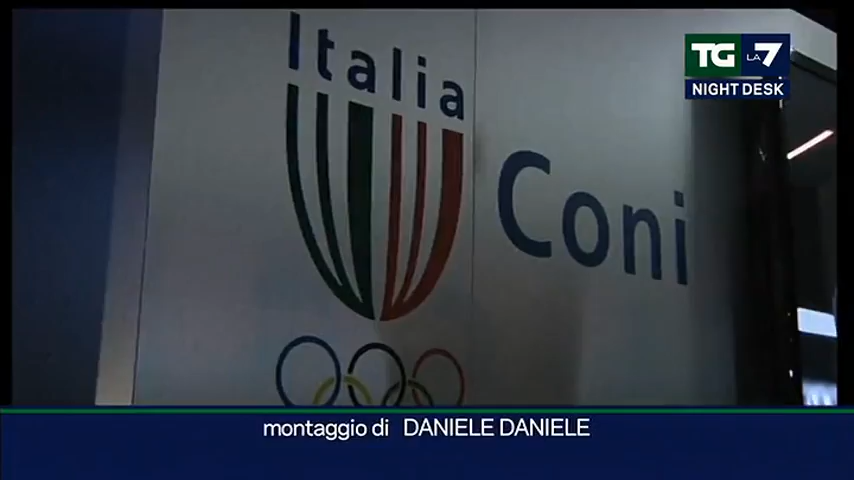 Italia
Coni
TG LA 7
NIGHT DESK
montaggio di DANIELE DANIELE